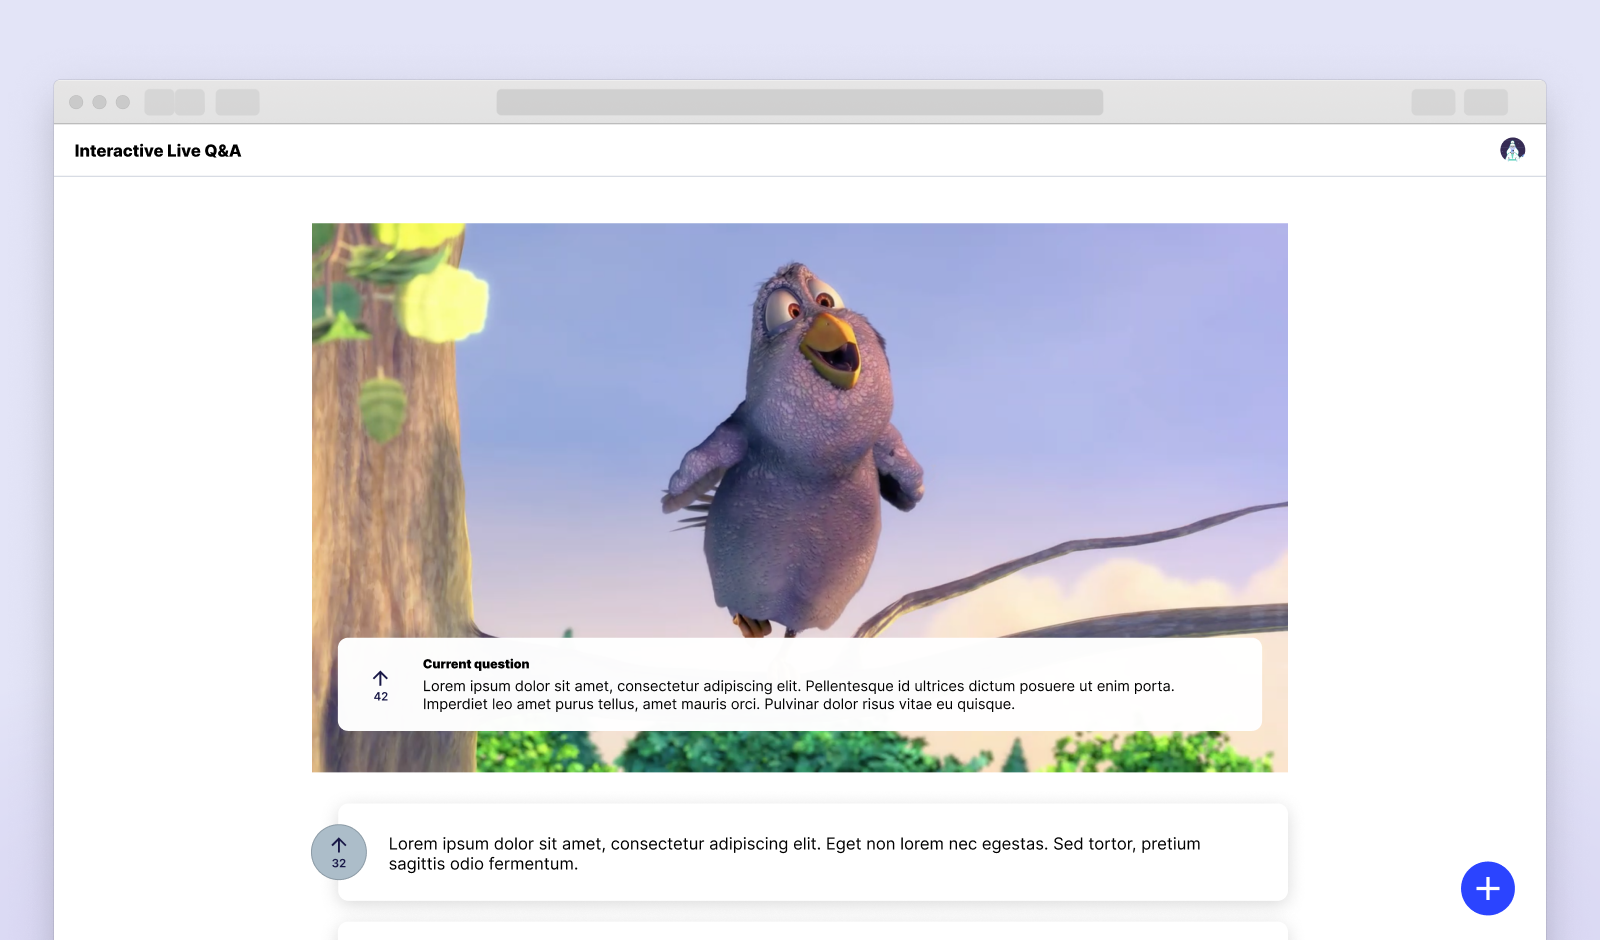 Interactive Live Q&A
Current question
42
Lorem ipsum dolor sit amet, consectetur adipiscing elit. Pellentesque id ultrices dictum posuere ut enim porta.
Imperdiet leo amet purus tellus, amet mauris orci. Pulvinar dolor risus vitae eu quisque.
32
Lorem ipsum dolor sit amet, consectetur adipiscing elit. Eget non lorem nec egestas. Sed tortor, pretium
sagittis odio fermentum.